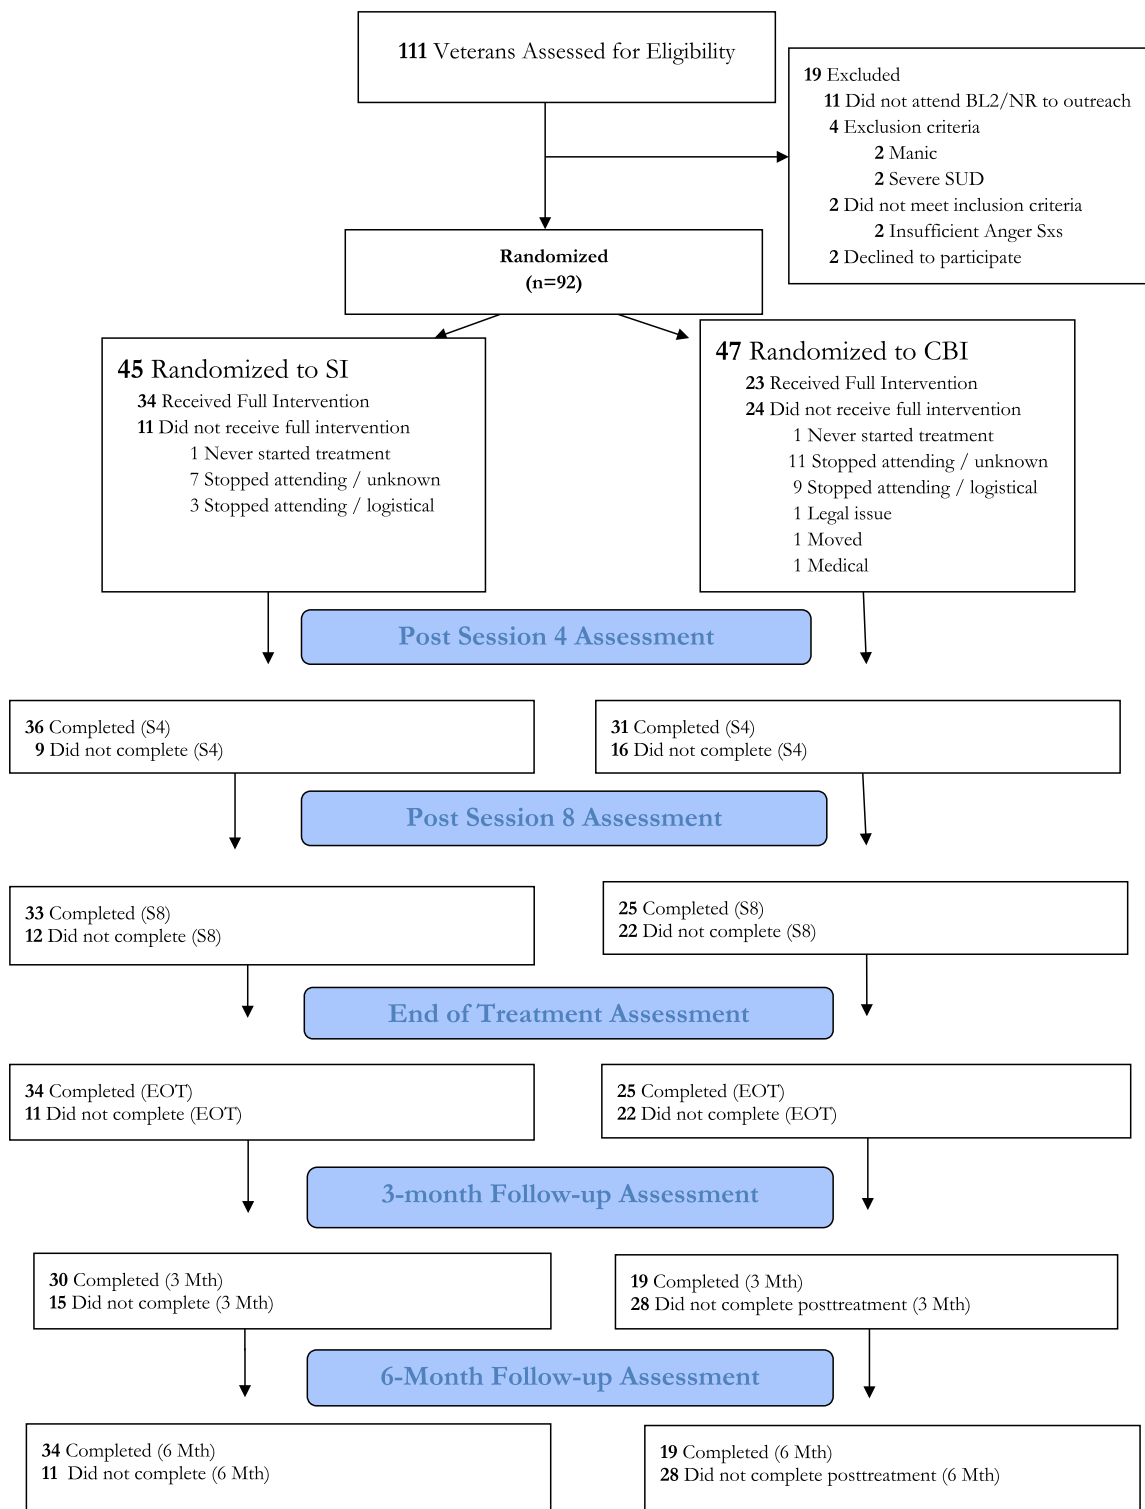 111 Veterans Assessed for Eligibility
19 Excluded
11 Did not attend BL2/NR to outreach
4 Exclusion criteria
2 Manic
2 Severe SUD
2 Did not meet inclusion criteria
2 Insufficient Anger Sxs
2 Declined to participate
Randomized
(n=92)
45 Randomized to SI
34 Received Full Intervention
11 Did not receive full intervention
1 Never started treatment
7 Stopped attending / unknown
3 Stopped attending / logistical
47 Randomized to CBI
23 Received Full Intervention
24 Did not receive full intervention
1 Never started treatment
11 Stopped attending / unknown
9 Stopped attending / logistical
1 Legal issue
1 Moved
1 Medical
Post Session 4 Assessment
36 Completed (S4)
9 Did not complete (S4)
31 Completed (S4)
16 Did not complete (S4)
Post Session 8 Assessment
33 Completed (S8)
12 Did not complete (S8)
25 Completed (S8)
22 Did not complete (S8)
End of Treatment Assessment
34 Completed (EOT)
11 Did not complete (EOT)
25 Completed (EOT)
22 Did not complete (EOT)
3-month Follow-up Assessment
30 Completed (3 Mth)
15 Did not complete (3 Mth)
19 Completed (3 Mth)
28 Did not complete posttreatment (3 Mth)
6-Month Follow-up Assessment
34 Completed (6 Mth)
11 Did not complete (6 Mth)
19 Completed (6 Mth)
28 Did not complete posttreatment (6 Mth)